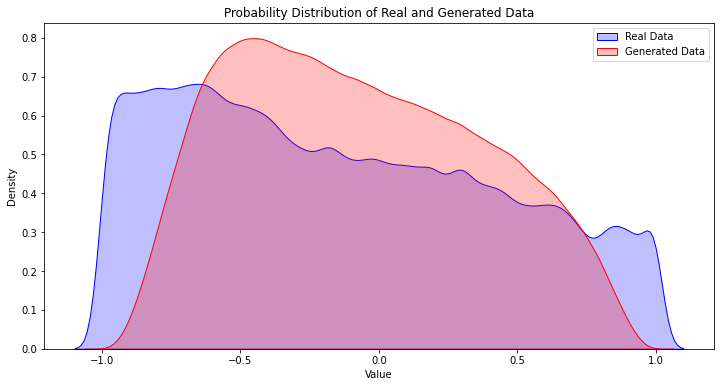 Probability Distribution of Real and Generated Data
Real Data
Generated Data
Density
0.8
0.7
0.6
0.5
0.4
0.3
0.2
0.1
0.0
−1.0 −0.5 0.0 0.5 1.0
Value